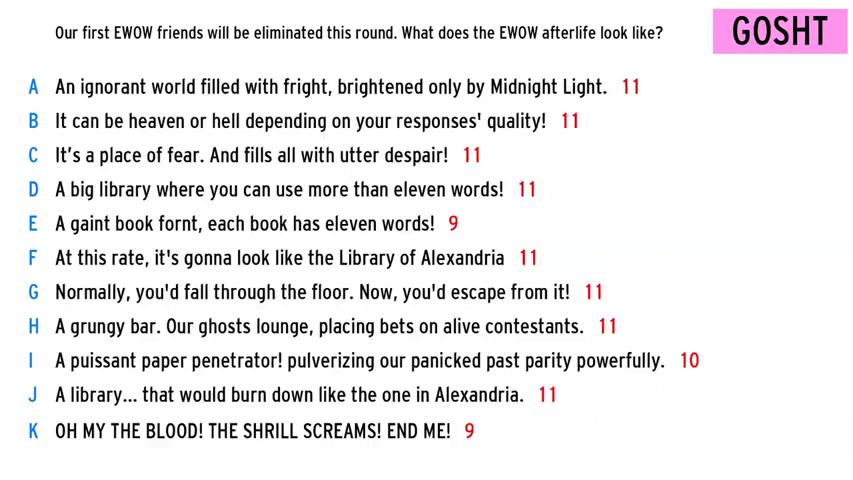 Our first EWOW friends will be eliminated this round. What does the EWOW afterlife look like?
GOSHT
A An ignorant world filled with fright, brightened only by Midnight Light. 11
B It can be heaven or hell depending on your responses' quality! 11
C It's a place of fear. And fills all with utter despair! 11
D A big library where you can use more than eleven words! 11
E A gaint book fornt, each book has eleven words! 9
F At this rate, it's gonna look like the Library of Alexandria 11
G Normally, you'd fall through the floor. Now, you'd escape from it! 11
H A grungy bar. Our ghosts lounge, placing bets on alive contestants. 11
I A puissant paper penetrator! pulverizing our panicked past parity powerfully. 10
J A library... that would burn down like the one in Alexandria. 11
K OH MY THE BLOOD! THE SHRILL SCREAMS! END ME! 9